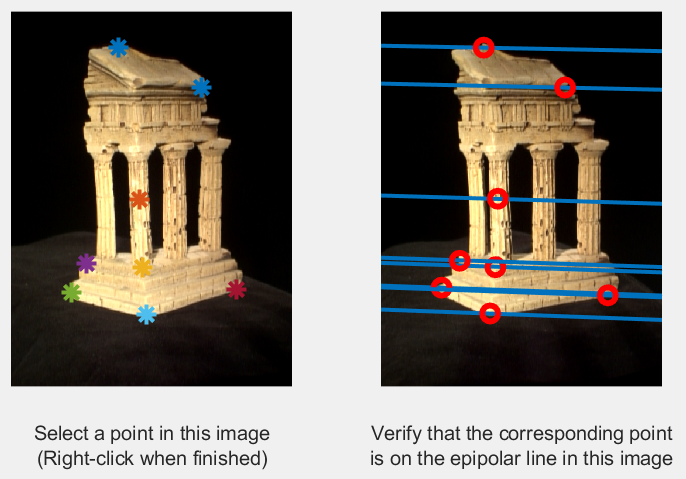 Select a point in this image
(Right-click when finished)
Verify that the corresponding point
is on the epipolar line in this image